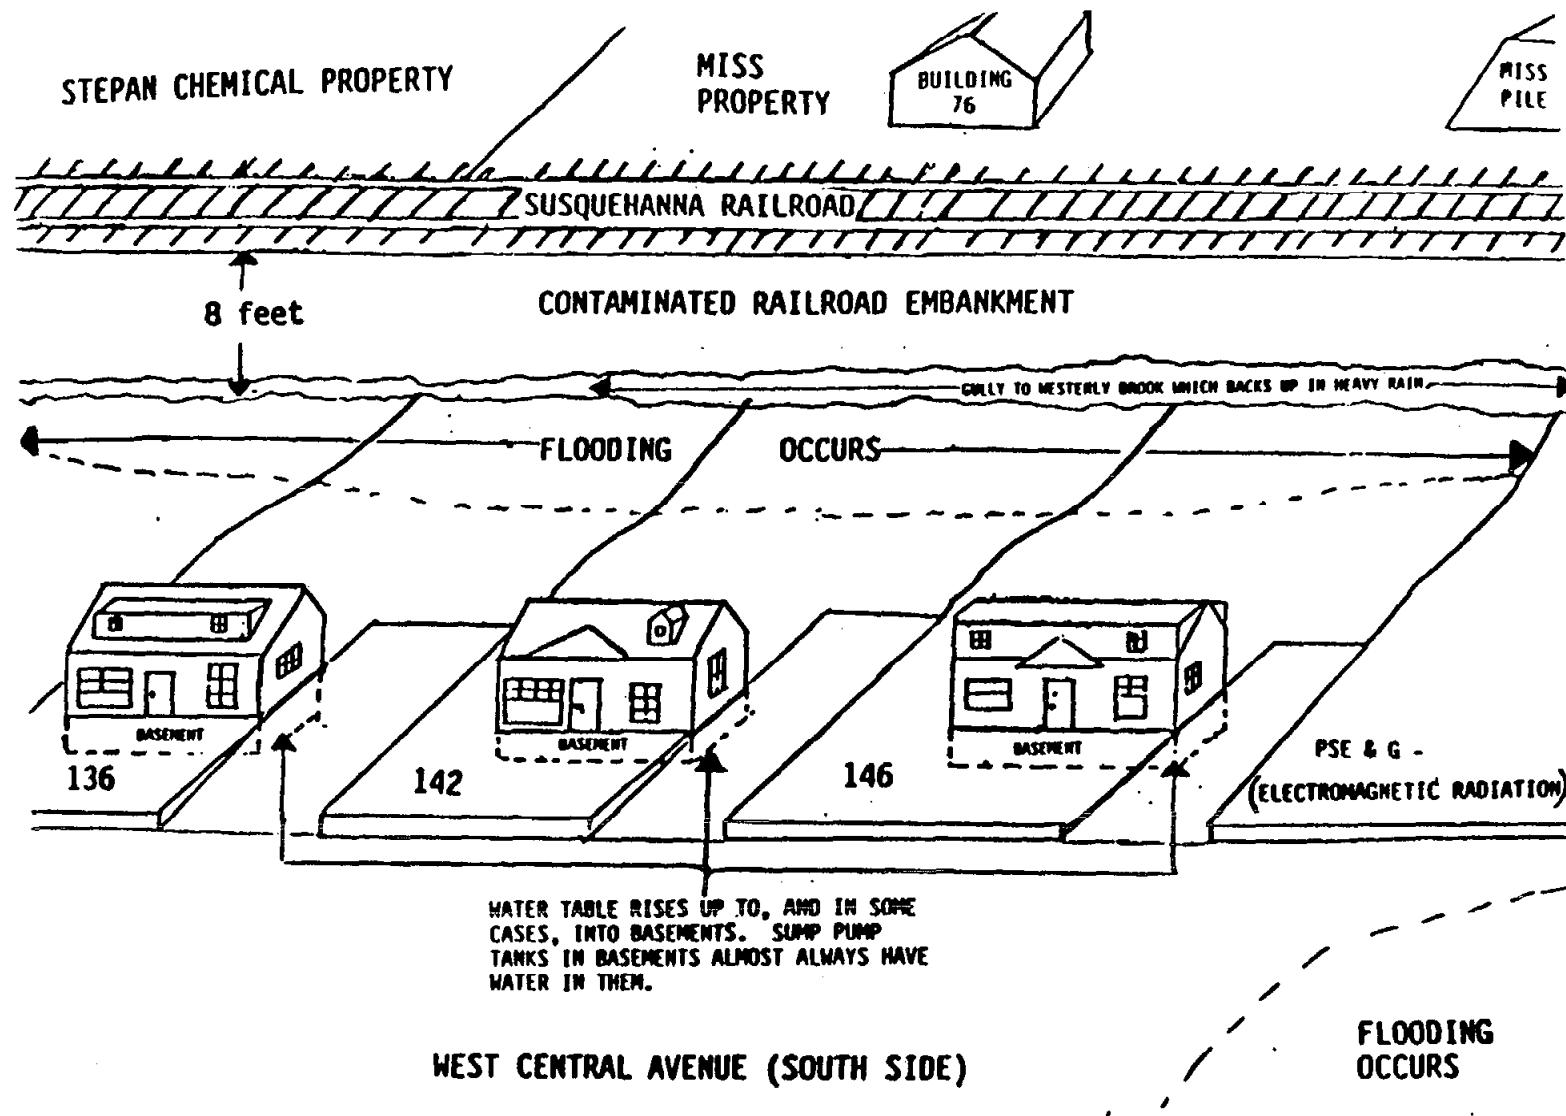 STEPAN CHEMICAL PROPERTY
MISS
PROPERTY
BUILDING
76
MISS
PILE
SUSQUEHANNA RAILROAD
8 feet
CONTAMINATED RAILROAD EMBANKMENT
GULLY TO WESTERLY BROOK WHICH BACKS UP IN HEAVY RAIN
FLOODING OCCURS
BASEMENT
BASEMENT
BASEMENT
136
142
146
PSE & G -
(ELECTROMAGNETIC RADIATION)
WATER TABLE RISES UP TO, AND IN SOME
CASES, INTO BASEMENTS. SUMP PUMP
TANKS IN BASEMENTS ALMOST ALWAYS HAVE
WATER IN THEM.
WEST CENTRAL AVENUE (SOUTH SIDE)
FLOODING
OCCURS